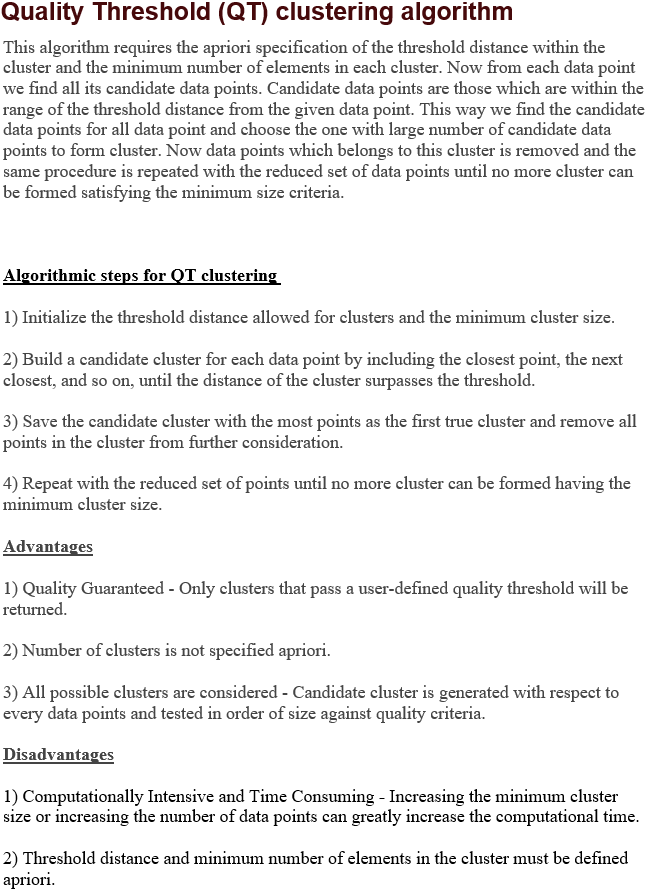 Quality Threshold (QT) clustering algorithm
This algorithm requires the apriori specification of the threshold distance within the
cluster and the minimum number of elements in each cluster. Now from each data point
we find all its candidate data points. Candidate data points are those which are within the
range of the threshold distance from the given data point. This way we find the candidate
data points for all data point and choose the one with large number of candidate data
points to form cluster. Now data points which belongs to this cluster is removed and the
same procedure is repeated with the reduced set of data points until no more cluster can
be formed satisfying the minimum size criteria.
Algorithmic steps for QT clustering
1) Initialize the threshold distance allowed for clusters and the minimum cluster size.
2) Build a candidate cluster for each data point by including the closest point, the next
closest, and so on, until the distance of the cluster surpasses the threshold.
3) Save the candidate cluster with the most points as the first true cluster and remove all
points in the cluster from further consideration.
4) Repeat with the reduced set of points until no more cluster can be formed having the
minimum cluster size.
Advantages
1) Quality Guaranteed - Only clusters that pass a user-defined quality threshold will be
returned.
2) Number of clusters is not specified apriori.
3) All possible clusters are considered - Candidate cluster is generated with respect to
every data points and tested in order of size against quality criteria.
Disadvantages
1) Computationally Intensive and Time Consuming - Increasing the minimum cluster
size or increasing the number of data points can greatly increase the computational time.
2) Threshold distance and minimum number of elements in the cluster must be defined
apriori.